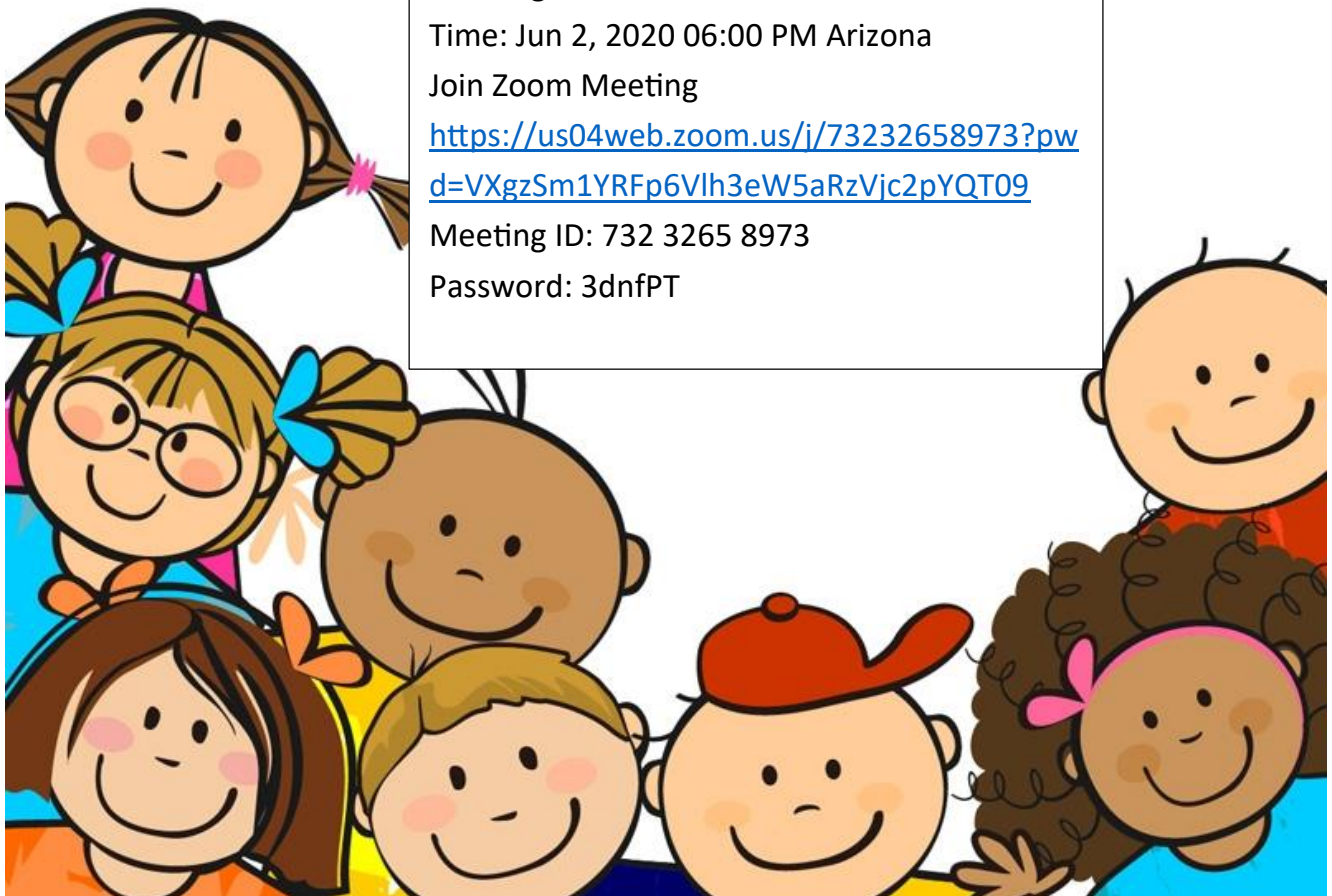 Time: Jun 2, 2020 06:00 PM Arizona
Join Zoom Meeting
https://us04web.zoom.us/j/73232658973?pw
d=VXgzSm1YRFp6Vlh3eW5aRzVjc2pYQT09
Meeting ID: 732 3265 8973
Password: 3dnfPT